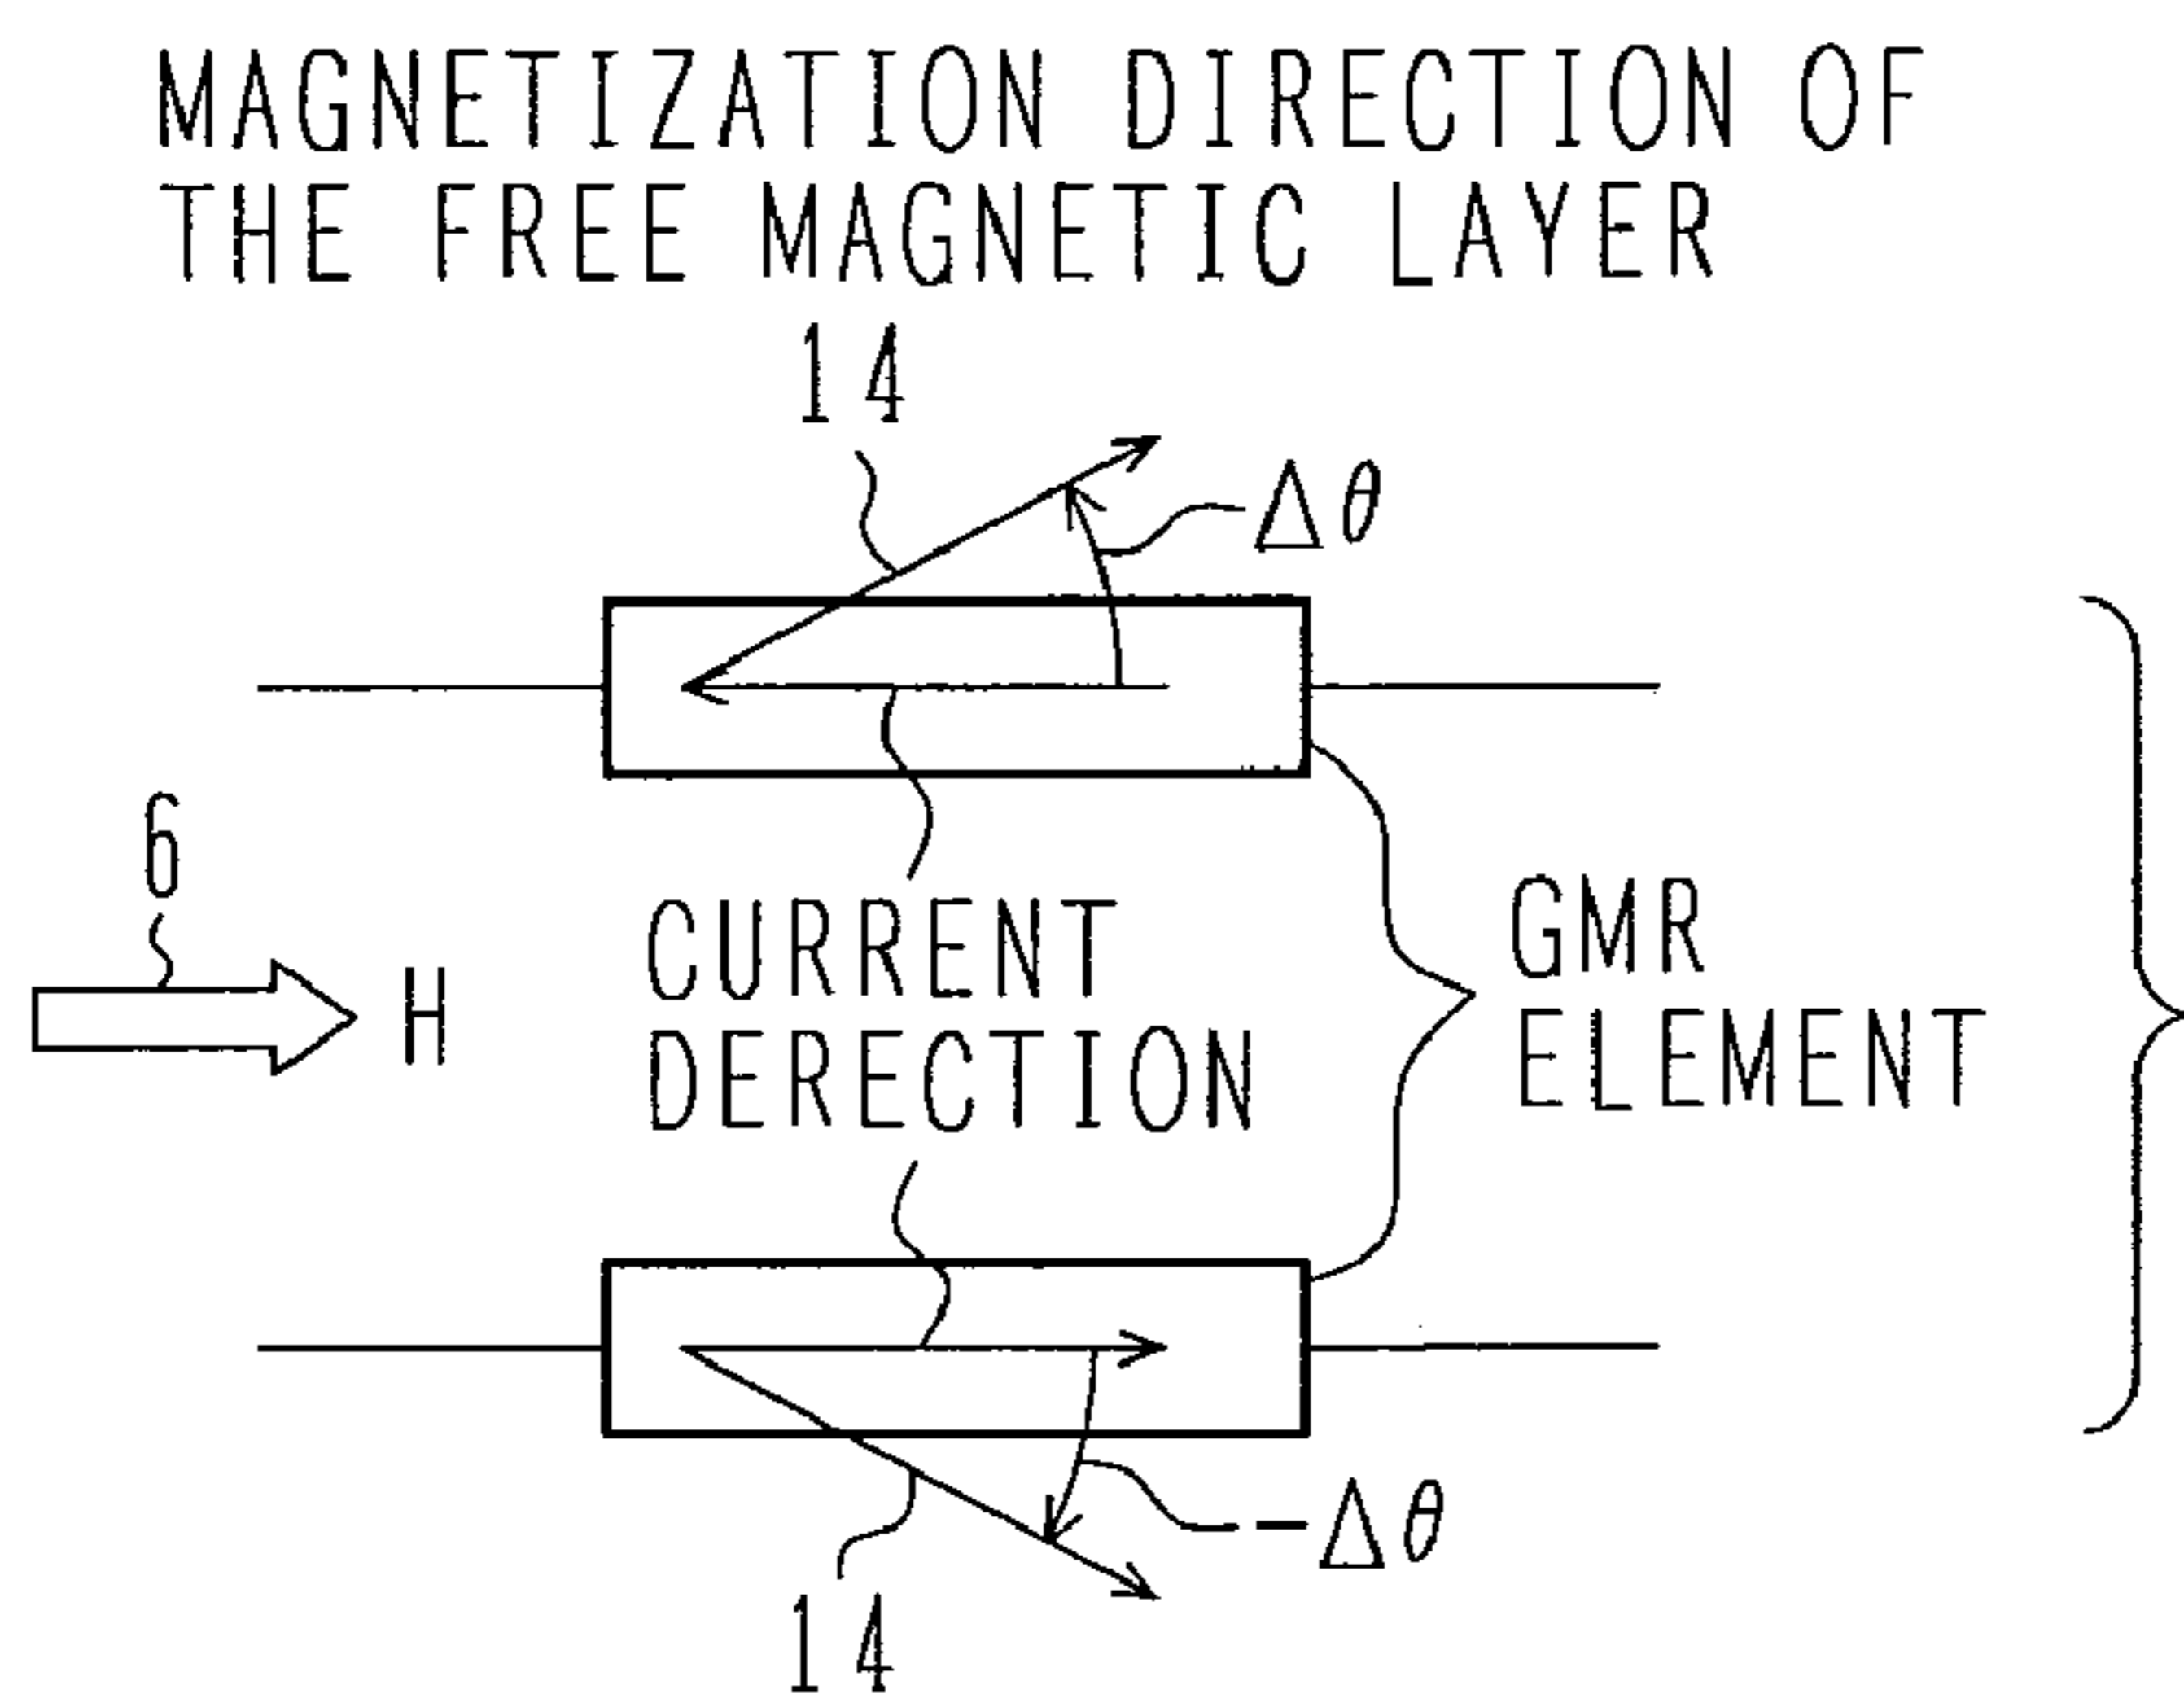 MAGNETIZATION DIRECTION OF
THE FREE MAGNETIC LAYER
14
Δθ
6
H
CURRENT
DERECTION
GMR
ELEMENT
-Δθ
14